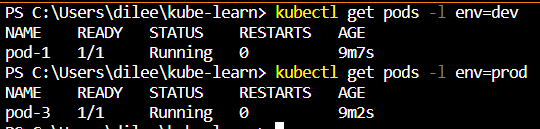 PS C:\Users\dilee\kube-learn> kubectl get pods -l env=dev
NAME    READY   STATUS    RESTARTS   AGE
pod-1   1/1     Running   0          9m7s
PS C:\Users\dilee\kube-learn> kubectl get pods -l env=prod
NAME    READY   STATUS    RESTARTS   AGE
pod-3   1/1     Running   0          9m2s